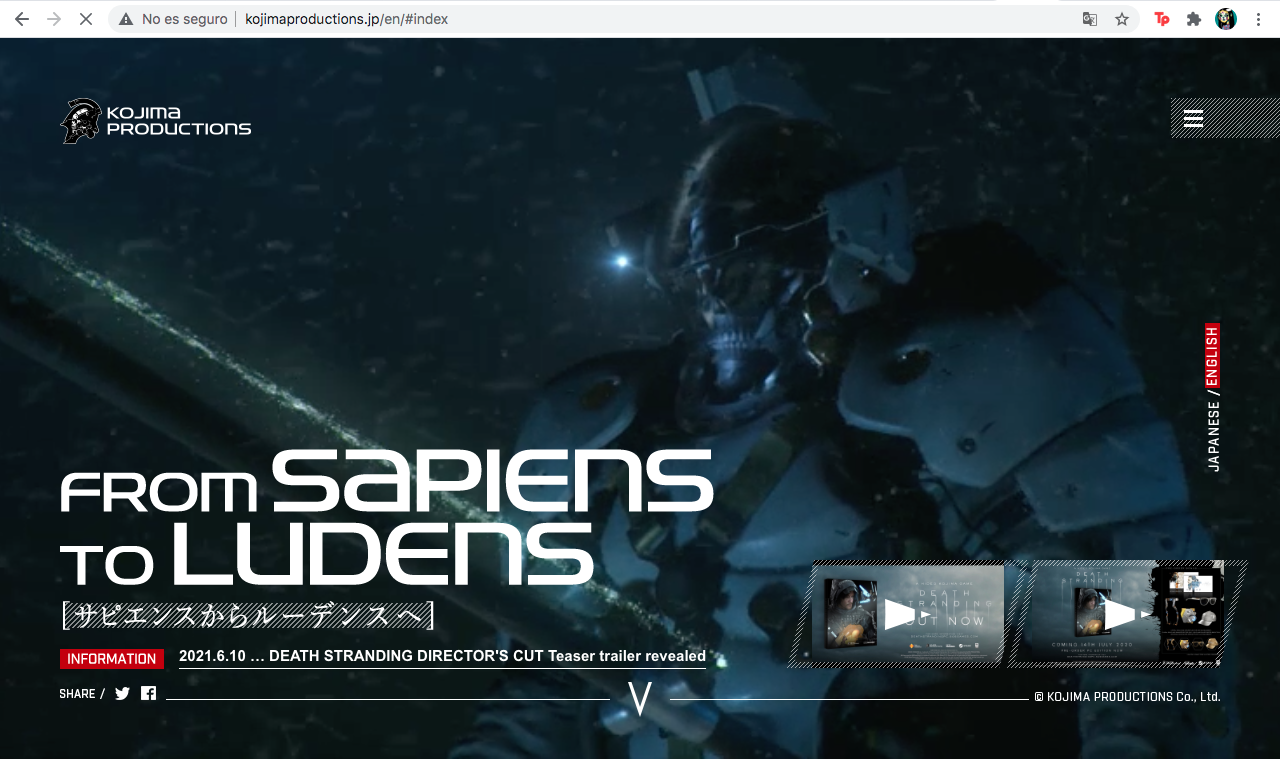 No es seguro | kojimaproductions.jp/en/#index
Tp
KOJIMA
PRODUCTIONS
JAPANESE / ENGLISH
FROM SAPIENS
TO LUDENS
[サピエンスからルーデンスへ]
INFORMATION
2021.6.10 ... DEATH STRANDING DIRECTOR'S CUT Teaser trailer revealed
DEATH
STRANDING
OUT NOW
DEATH
STRANDING
COMING 14TH JULY 2020
SHARE /
© KOJIMA PRODUCTIONS Co., Ltd.